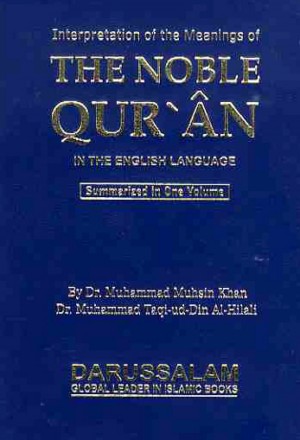 Interpretation of the Meanings of
THE NOBLE
QUR`ÂN
IN THE ENGLISH LANGUAGE
Summarized in One Volume
By Dr. Muhammad Muhsin Khan
Dr. Muhammad Taqi-ud-Din Al-Hilali
DARUSSALAM
GLOBAL LEADER IN ISLAMIC BOOKS